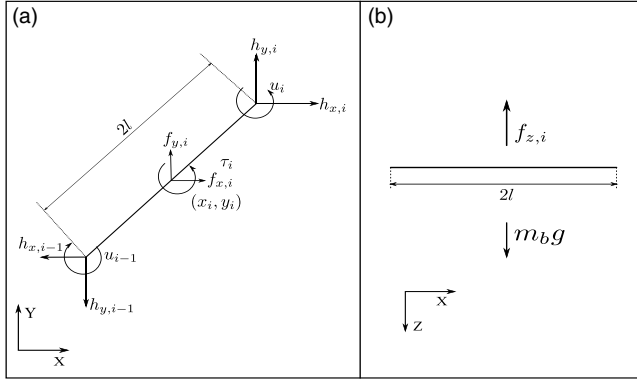 (a)
h_{y,i}
u_i
h_{x,i}
2l
f_{y,i}
τ_i
f_{x,i}
(x_i, y_i)
h_{x,i−1}
u_{i−1}
h_{y,i−1}
Y
X
(b)
f_{z,i}
2l
m_b g
X
Z